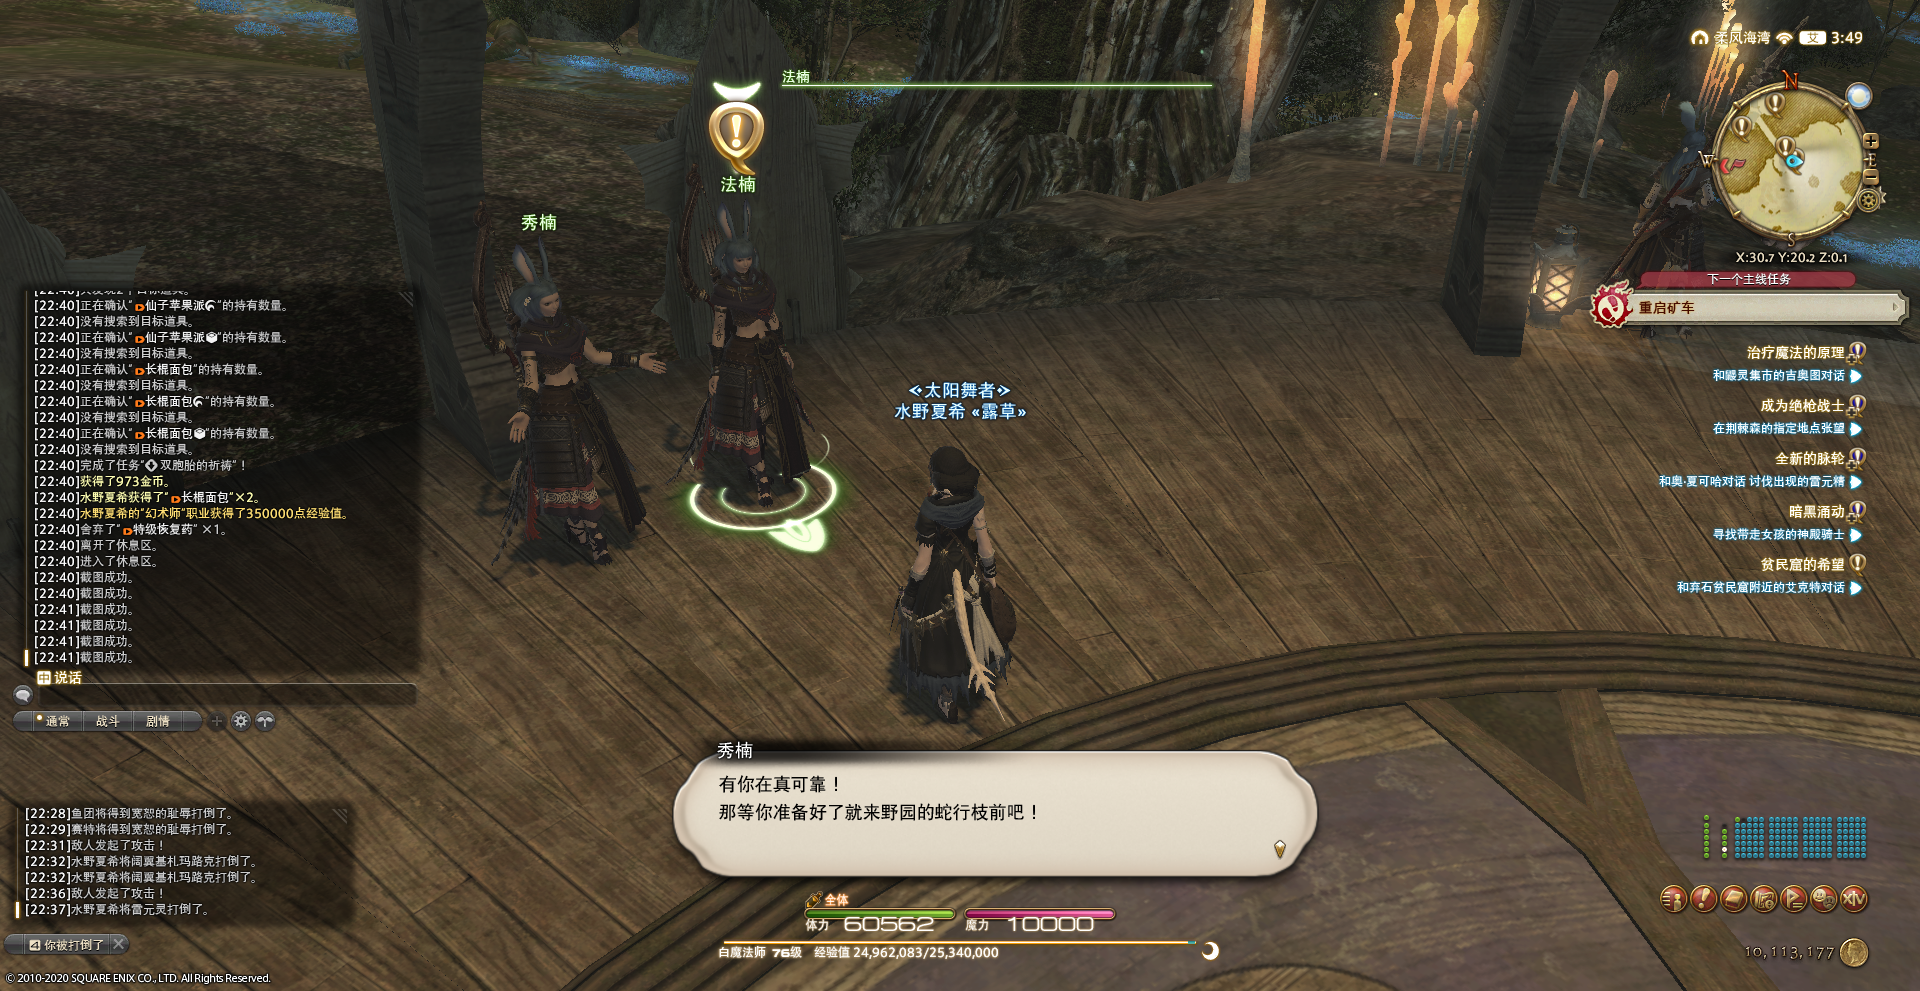 法楠
法楠
秀楠
柔风海湾 艾 3:49
N
W
E
S
X:30.7 Y:20.2 Z:0.1
下一个主线任务
重启矿车
治疗魔法的原理
和鼹灵集市的吉奥图对话
成为绝枪战士
在荆棘森的指定地点张望
全新的脉轮
和奥·夏可哈对话 讨伐出现的雷元精
暗黑涌动
寻找带走女孩的神殿骑士
贫民窟的希望
和弃石贫民窟附近的艾克特对话
太阳舞者
水野夏希 «露草»
[22:40]正在确认“仙子苹果派”的持有数量。
[22:40]没有搜索到目标道具。
[22:40]正在确认“仙子苹果派”的持有数量。
[22:40]没有搜索到目标道具。
[22:40]正在确认“长棍面包”的持有数量。
[22:40]没有搜索到目标道具。
[22:40]正在确认“长棍面包”的持有数量。
[22:40]没有搜索到目标道具。
[22:40]正在确认“长棍面包”的持有数量。
[22:40]没有搜索到目标道具。
[22:40]完成了任务“双胞胎的祈祷”！
[22:40]获得了973金币。
[22:40]水野夏希获得了“长棍面包”×2。
[22:40]水野夏希的“幻术师”职业获得了350000点经验值。
[22:40]舍弃了“特级恢复药”×1。
[22:40]离开了休息区。
[22:40]进入了休息区。
[22:40]截图成功。
[22:40]截图成功。
[22:41]截图成功。
[22:41]截图成功。
[22:41]截图成功。
[22:41]截图成功。
中 说话
通常 战斗 剧情
秀楠
有你在真可靠！
那等你准备好了就来野园的蛇行枝前吧！
[22:28]鱼团将得到宽恕的耻辱打倒了。
[22:29]赛特将得到宽恕的耻辱打倒了。
[22:31]敌人发起了攻击！
[22:32]水野夏希将阔翼基札玛路克打倒了。
[22:32]水野夏希将阔翼基札玛路克打倒了。
[22:36]敌人发起了攻击！
[22:37]水野夏希将雷元灵打倒了。
4 你被打倒了
全体
体力 60562 魔力 10000
白魔法师 76级 经验值 24,962,083/25,340,000
XIV
10,113,177
© 2010-2020 SQUARE ENIX CO., LTD. All Rights Reserved.